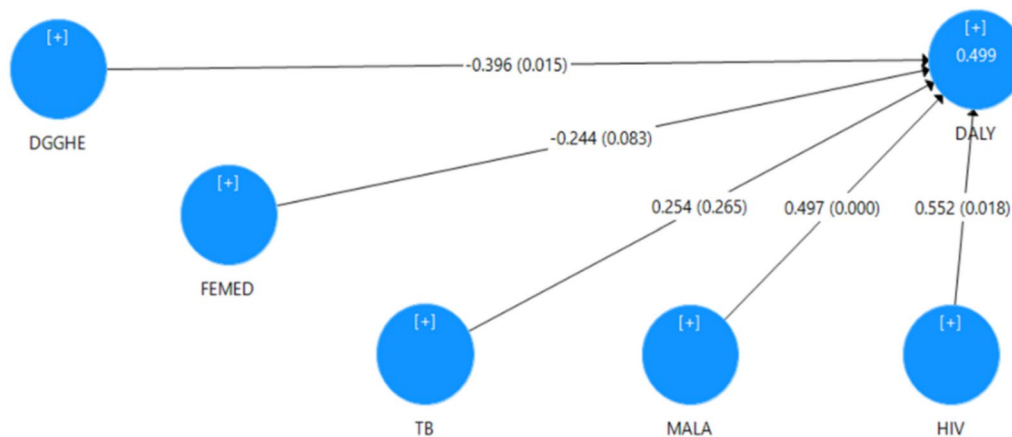 [+]
[+]
0.499
-0.396 (0.015)
DGGHE
DALY
-0.244 (0.083)
[+]
0.254 (0.265)
0.497 (0.000)
0.552 (0.018)
FEMED
[+]
[+]
[+]
TB
MALA
HIV